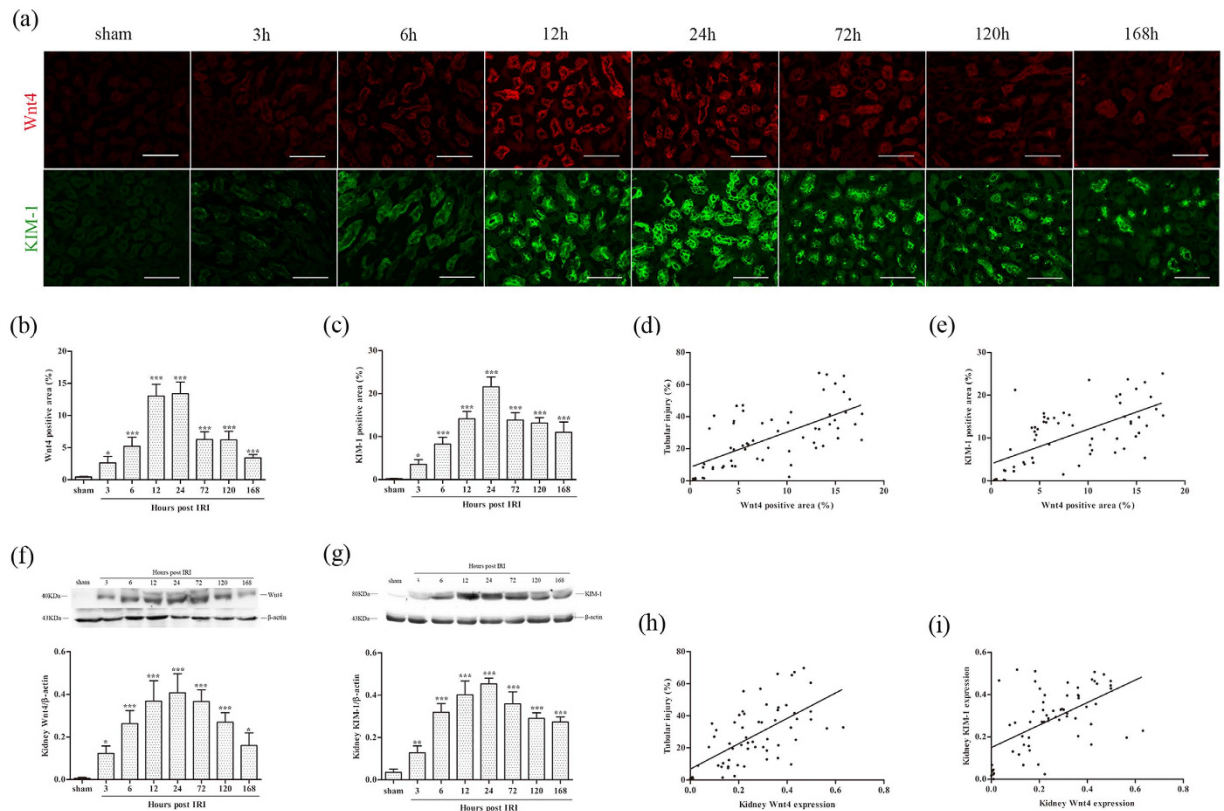 (a)
sham 3h 6h 12h 24h 72h 120h 168h
Wnt4
KIM-1
(b)
Wnt4 positive area (%)
20
15
10
5
0
* *** *** *** *** *** ***
sham 3 6 12 24 72 120 168
Hours post IRI
(c)
KIM-1 positive area (%)
30
20
10
0
* *** *** *** *** *** ***
sham 3 6 12 24 72 120 168
Hours post IRI
(d)
Tubular injury (%)
80
60
40
20
0
0 5 10 15 20
Wnt4 positive area (%)
(e)
KIM-1 positive area (%)
30
20
10
0
0 5 10 15 20
Wnt4 positive area (%)
(f)
Hours post IRI
sham 3 6 12 24 72 120 168
40KDa Wnt4
43KDa β-actin
Kidney Wnt4/β-actin
0.6
0.4
0.2
0.0
* *** *** *** *** *** *
sham 3 6 12 24 72 120 168
Hours post IRI
(g)
Hours post IRI
sham 6 12 24 72 120 168
80KDa KIM-1
43KDa β-actin
Kidney KIM-1/β-actin
0.6
0.4
0.2
0.0
** *** *** *** *** *** ***
sham 3 6 12 24 72 120 168
Hours post IRI
(h)
Tubular injury (%)
80
60
40
20
0
0.0 0.2 0.4 0.6 0.8
Kidney Wnt4 expression
(i)
Kidney KIM-1 expression
0.6
0.4
0.2
0.0
0.0 0.2 0.4 0.6 0.8
Kidney Wnt4 expression